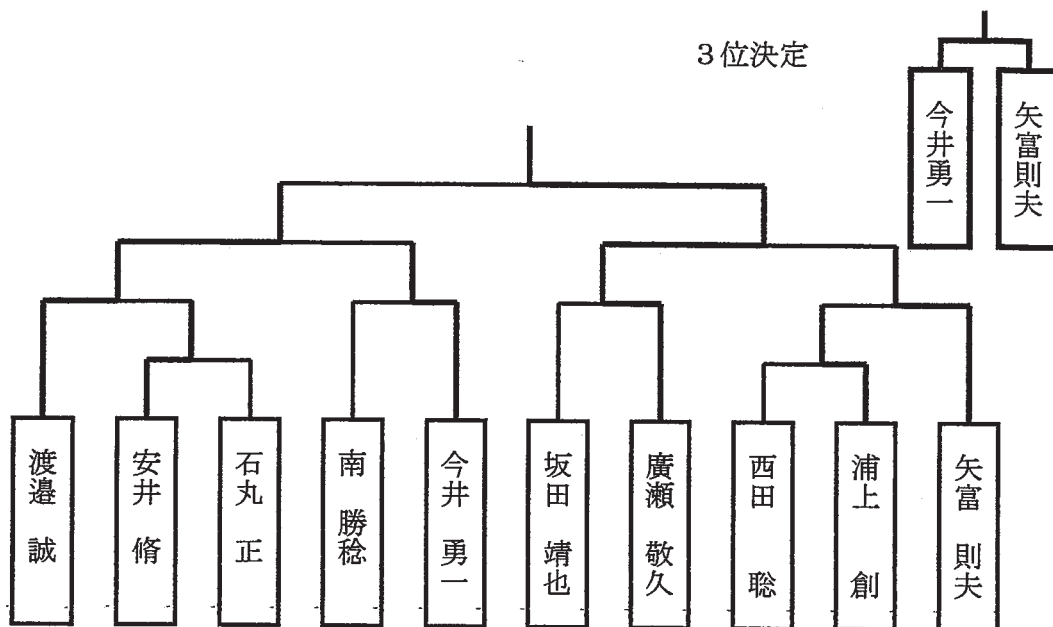 3位決定
今井勇一
矢富則夫
渡邉 誠
安井 脩
石丸 正
南 勝稔
今井 勇一
坂田 靖也
廣瀬 敬久
西田 聡
浦上 創
矢富 則夫